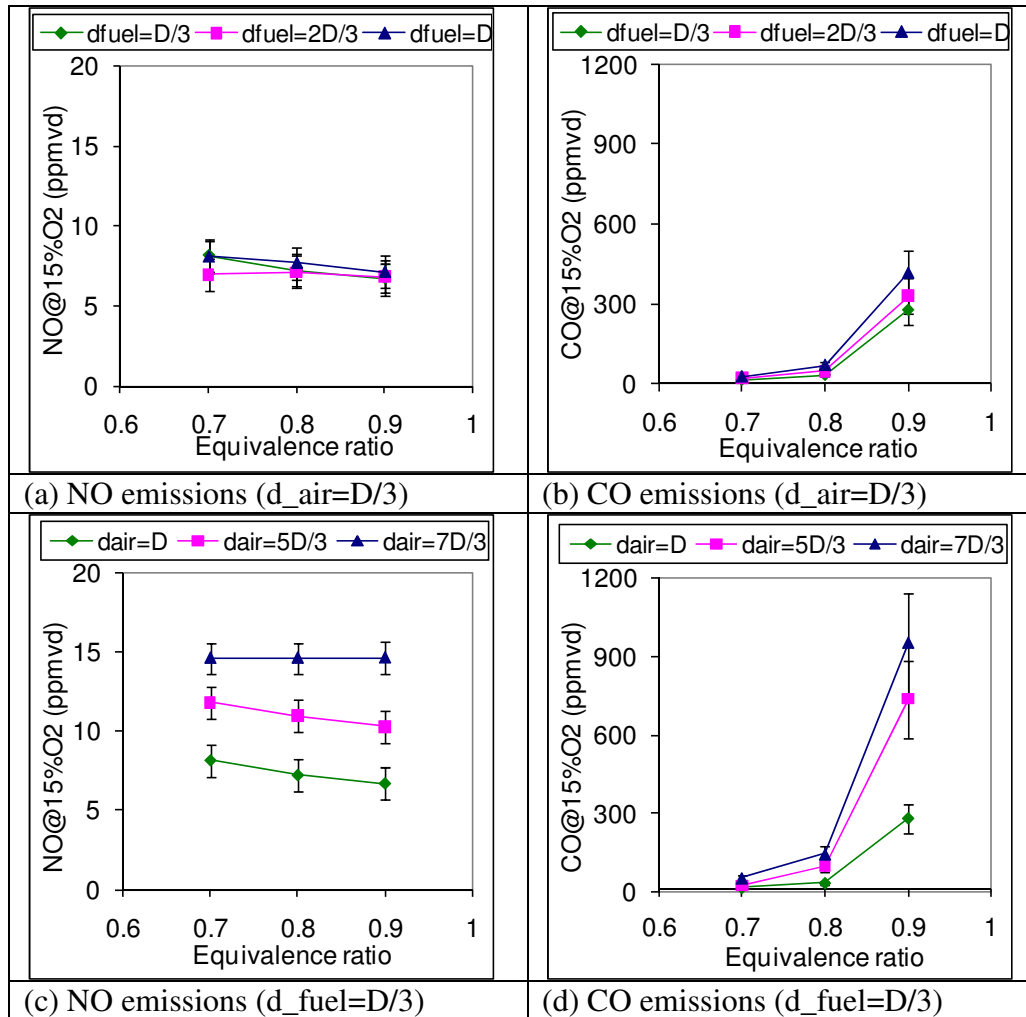 dfuel=D/3 dfuel=2D/3 dfuel=D
20
15
10
5
0
NO@15%O2 (ppmvd)
0.6 0.7 0.8 0.9 1
Equivalence ratio
(a) NO emissions (d_air=D/3)
dfuel=D/3 dfuel=2D/3 dfuel=D
1200
900
600
300
0
CO@15%O2 (ppmvd)
0.6 0.7 0.8 0.9 1
Equivalence ratio
(b) CO emissions (d_air=D/3)
dair=D dair=5D/3 dair=7D/3
20
15
10
5
0
NO@15%O2 (ppmvd)
0.6 0.7 0.8 0.9 1
Equivalence ratio
(c) NO emissions (d_fuel=D/3)
dair=D dair=5D/3 dair=7D/3
1200
900
600
300
0
CO@15%O2 (ppmvd)
0.6 0.7 0.8 0.9 1
Equivalence ratio
(d) CO emissions (d_fuel=D/3)